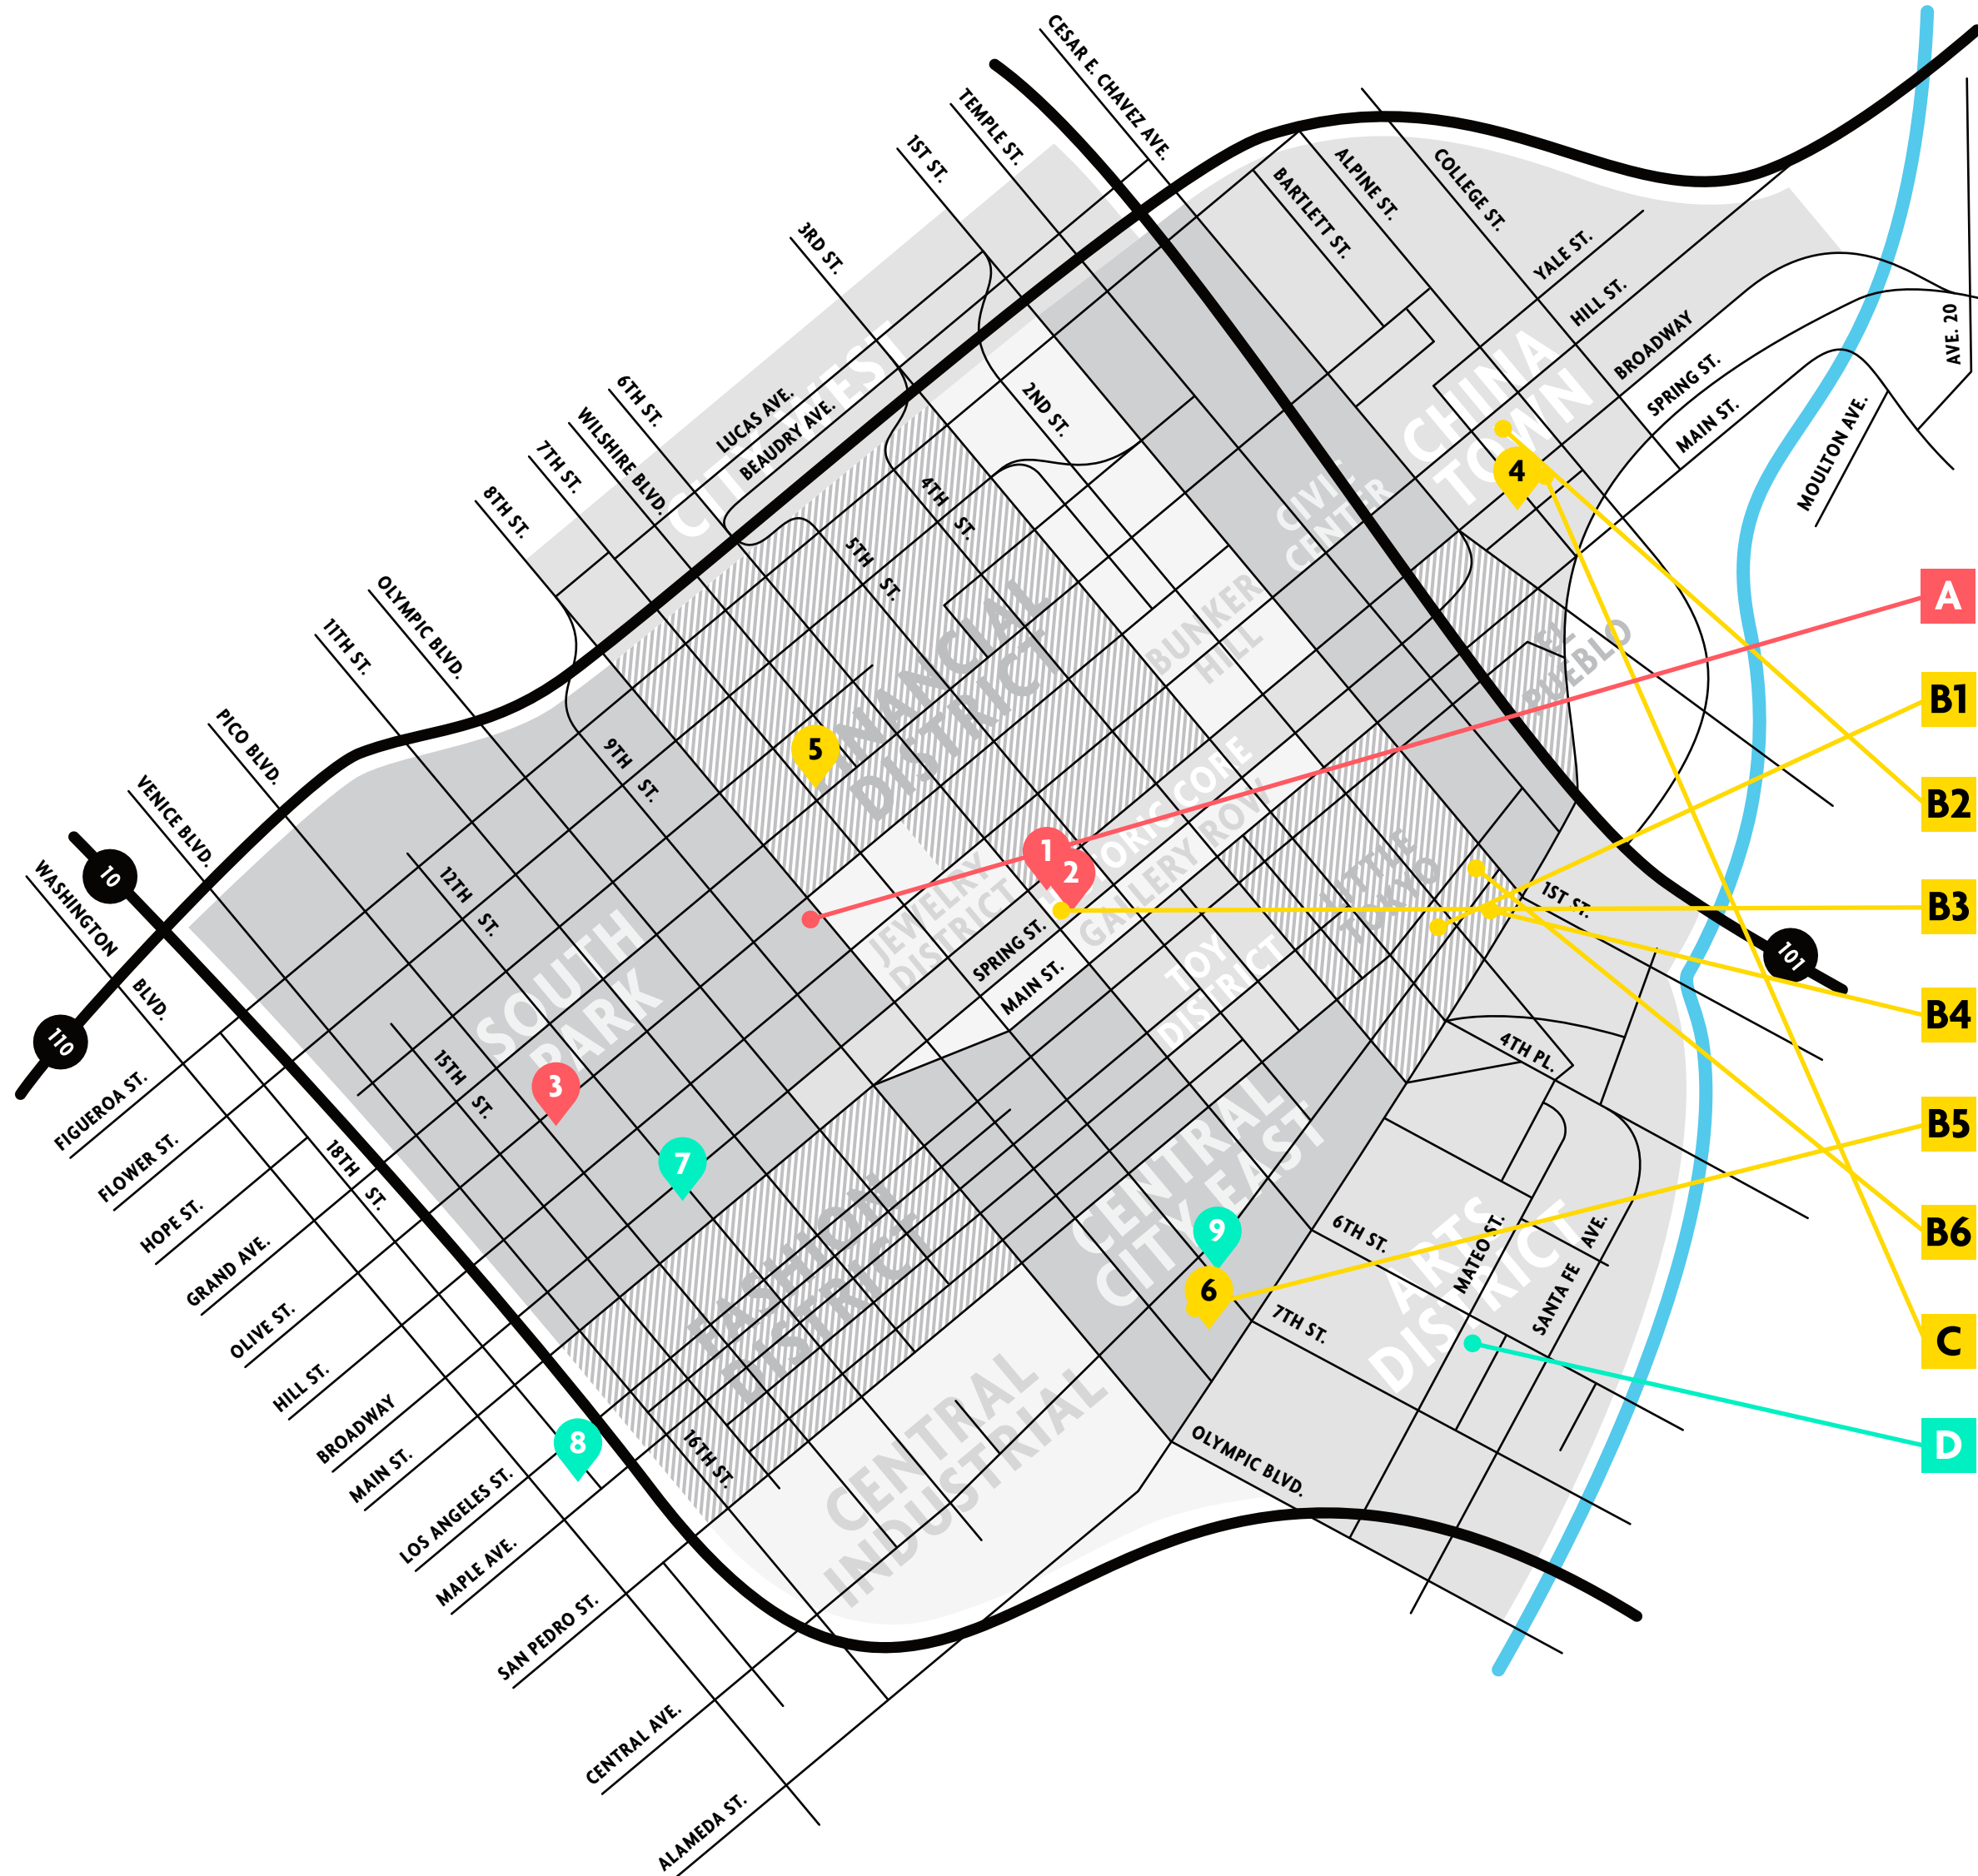 CESAR E. CHAVEZ AVE.
TEMPLE ST.
1ST ST.
3RD ST.
COLLEGE ST.
ALPINE ST.
BARTLETT ST.
YALE ST.
HILL ST.
BROADWAY
SPRING ST.
MAIN ST.
AVE. 20
MOULTON AVE.
6TH ST.
WILSHIRE BLVD.
7TH ST.
8TH ST.
LUCAS AVE.
BEAUDRY AVE.
2ND ST.
4TH ST.
5TH ST.
CHINA
TOWN
CIVIC
CENTER
BUNKER
HILL
PUEBLO
DISTRICT
4
A
B1
B2
B3
B4
B5
B6
C
D
OLYMPIC BLVD.
11TH ST.
PICO BLVD.
VENICE BLVD.
WASHINGTON BLVD.
10
110
101
9TH ST.
12TH ST.
15TH ST.
18TH ST.
5
1
2
GALLERY ROW
JEWELRY
DISTRICT
LITTLE
TOKYO
SPRING ST.
MAIN ST.
TOY
DISTRICT
1ST ST.
4TH PL.
SOUTH
PARK
3
7
9
6
8
CENTRAL
CITY EAST
FASHION
DISTRICT
ARTS
DISTRICT
6TH ST.
7TH ST.
MATEO ST.
SANTA FE AVE.
OLYMPIC BLVD.
CENTRAL
INDUSTRIAL
16TH ST.
FIGUEROA ST.
FLOWER ST.
HOPE ST.
GRAND AVE.
OLIVE ST.
HILL ST.
BROADWAY
MAIN ST.
LOS ANGELES ST.
MAPLE AVE.
SAN PEDRO ST.
CENTRAL AVE.
ALAMEDA ST.